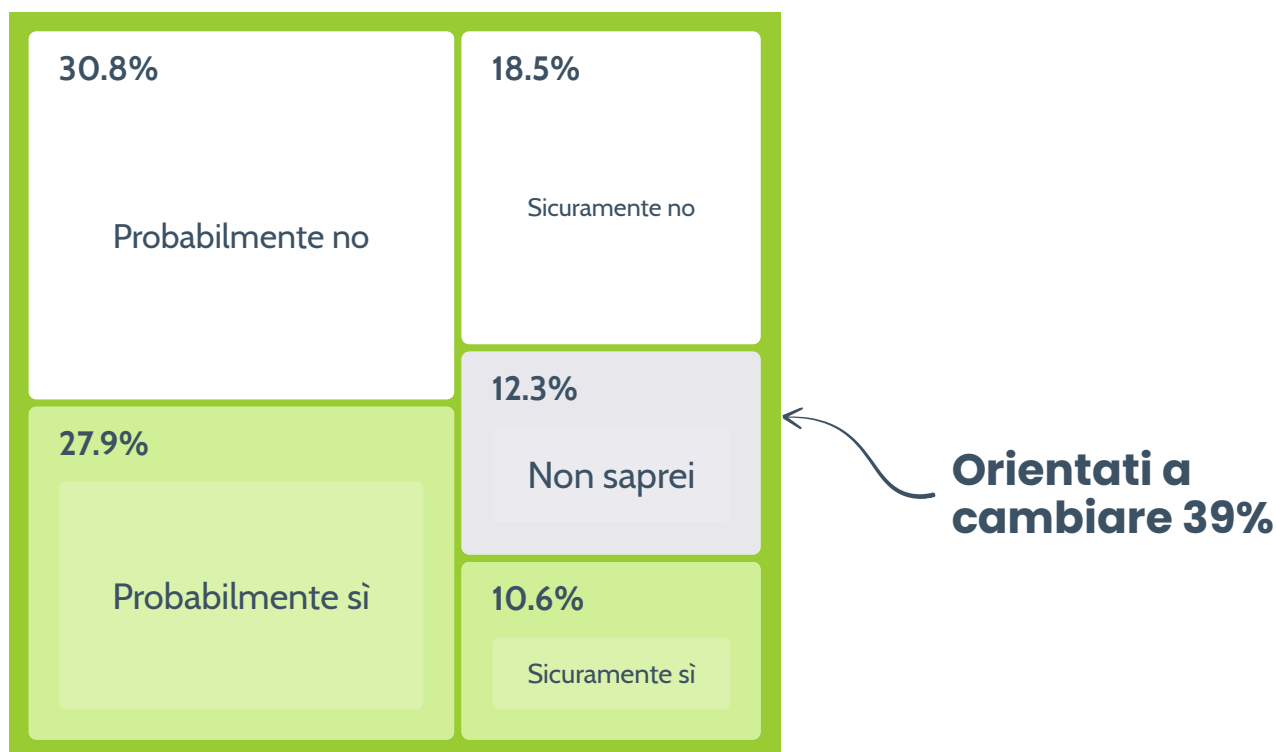 30.8%
Probabilmente no
18.5%
Sicuramente no
12.3%
Non saprei
27.9%
Probabilmente sì
10.6%
Sicuramente sì
Orientati a
cambiare 39%